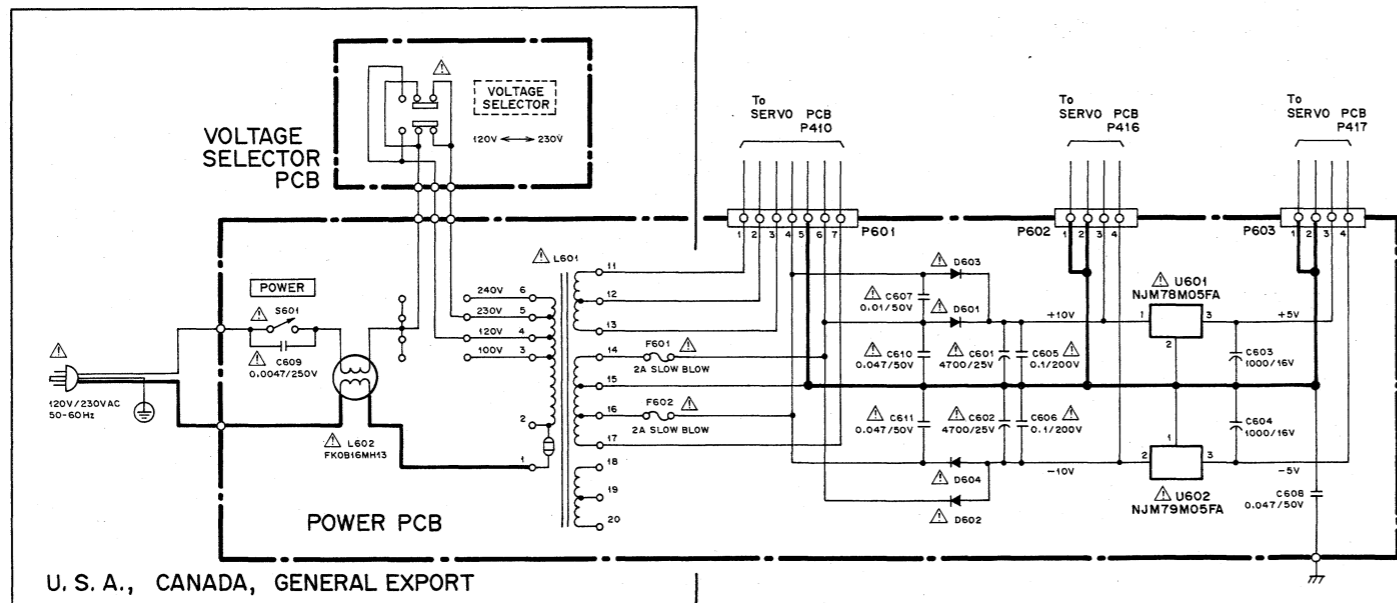 VOLTAGE
SELECTOR
PCB
VOLTAGE
SELECTOR
120V 230V
To
SERVO PCB
P410
To
SERVO PCB
P416
To
SERVO PCB
P417
1 2 3 4 5 6 7
P601
P602
1 2 3 4
P603
1 2 3 4
POWER
S601
C609
0.0047/250V
120V/230VAC
50-60Hz
L602
FKOB16MH13
L601
240V 6
230V 5
120V 4
100V 3
2
1
11
12
13
14
15
16
17
18
19
20
F601
2A SLOW BLOW
F602
2A SLOW BLOW
D603
C607
0.01/50V
D601
C610
0.047/50V
C601
4700/25V
C605
0.1/200V
C611
0.047/50V
C602
4700/25V
C606
0.1/200V
D604
D602
+10V
-10V
U601
NJM78M05FA
1 3
2
+5V
C603
1000/16V
C604
1000/16V
1
2 3
-5V
U602
NJM79M05FA
C608
0.047/50V
POWER PCB
U. S. A., CANADA, GENERAL EXPORT